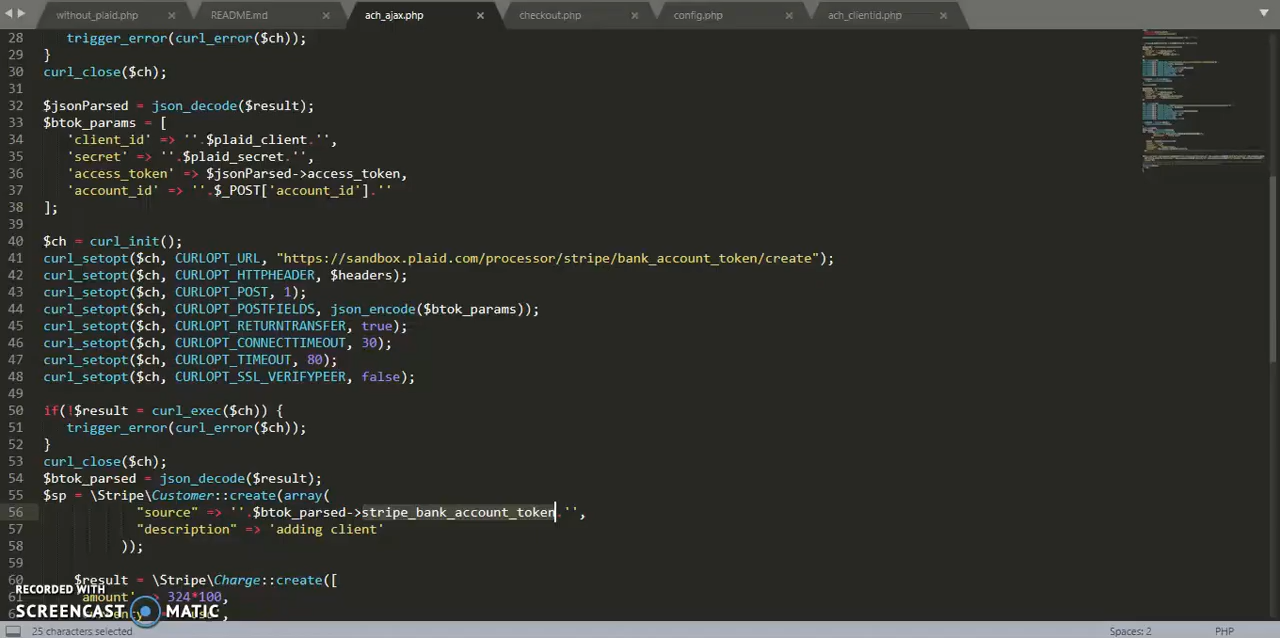 without_plaid.php × README.md × ach_ajax.php × checkout.php × config.php × ach_clientid.php ×
28 trigger_error(curl_error($ch));
29 }
30 curl_close($ch);
31
32 $jsonParsed = json_decode($result);
33 $btok_params = [
34 'client_id' => ''.$plaid_client.'',
35 'secret' => ''.$plaid_secret.'',
36 'access_token' => $jsonParsed->access_token,
37 'account_id' => ''.$_POST['account_id'].''
38 ];
39
40 $ch = curl_init();
41 curl_setopt($ch, CURLOPT_URL, "https://sandbox.plaid.com/processor/stripe/bank_account_token/create");
42 curl_setopt($ch, CURLOPT_HTTPHEADER, $headers);
43 curl_setopt($ch, CURLOPT_POST, 1);
44 curl_setopt($ch, CURLOPT_POSTFIELDS, json_encode($btok_params));
45 curl_setopt($ch, CURLOPT_RETURNTRANSFER, true);
46 curl_setopt($ch, CURLOPT_CONNECTTIMEOUT, 30);
47 curl_setopt($ch, CURLOPT_TIMEOUT, 80);
48 curl_setopt($ch, CURLOPT_SSL_VERIFYPEER, false);
49
50 if(!$result = curl_exec($ch)) {
51 trigger_error(curl_error($ch));
52 }
53 curl_close($ch);
54 $btok_parsed = json_decode($result);
55 $sp = \Stripe\Customer::create(array(
56 "source" => ''.$btok_parsed->stripe_bank_account_token.'',
57 "description" => 'adding client'
58 ));
59
60 $result = \Stripe\Charge::create([
RECORDED WITH
61 amount' 324*100,
SCREENCAST MATIC
25 characters selected Spaces: 2 PHP